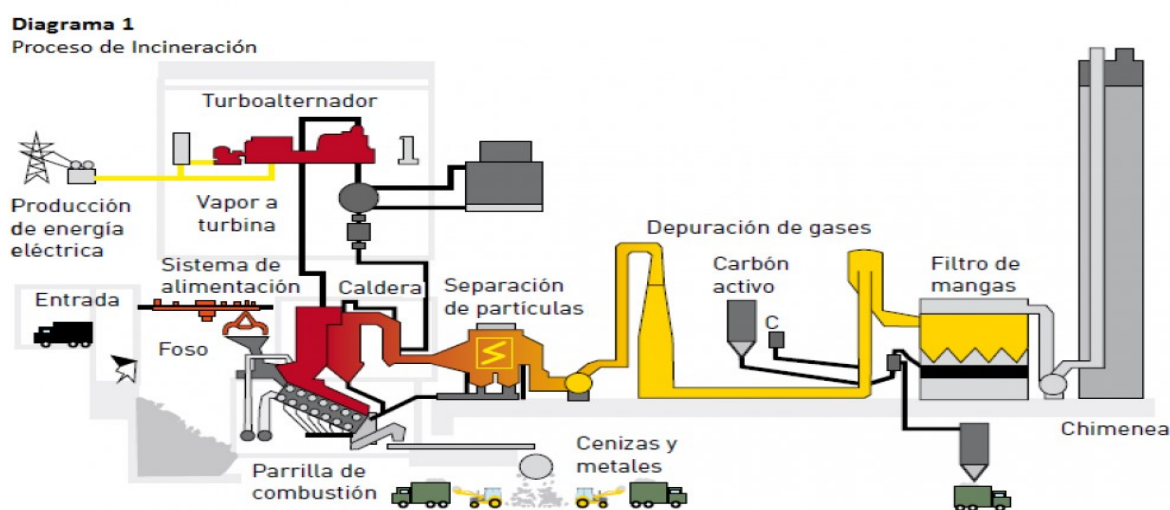 Diagrama 1
Proceso de Incineración
Turboalternador
Producción
de energía
eléctrica
Vapor a
turbina
Sistema de
alimentación
Entrada
Foso
Caldera
Separación
de partículas
Depuración de gases
Carbón
activo
C
Filtro de
mangas
Chimenea
Parrilla de
combustión
Cenizas y
metales